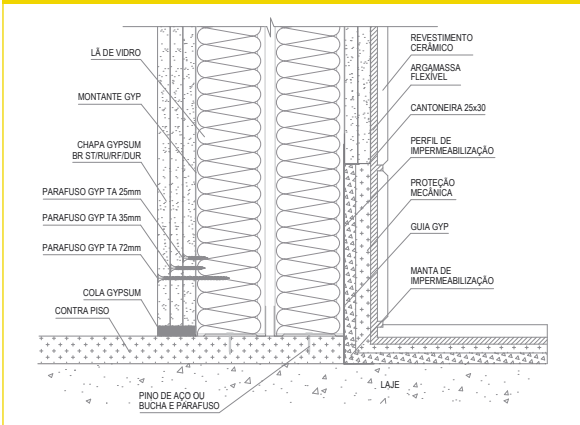 LÃ DE VIDRO
MONTANTE GYP
CHAPA GYPSUM
BR ST/RU/RF/DUR
PARAFUSO GYP TA 25mm
PARAFUSO GYP TA 35mm
PARAFUSO GYP TA 72mm
COLA GYPSUM
CONTRA PISO
PINO DE AÇO OU
BUCHA E PARAFUSO
REVESTIMENTO
CERÂMICO
ARGAMASSA
FLEXÍVEL
CANTONEIRA 25x30
PERFIL DE
IMPERMEABILIZAÇÃO
PROTEÇÃO
MECÂNICA
GUIA GYP
MANTA DE
IMPERMEABILIZAÇÃO
LAJE